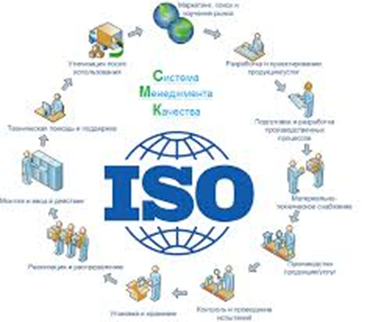 Маркетинг, поиск и
изучение рынка
Разработка и проектирование
продукции/услуг
Подготовка и разработка
производственных
процессов
Материально-
техническое снабжение
Производство
продукции/услуг
Контроль и проведение
испытаний
Упаковка и хранение
Реализация и распределение
Монтаж и ввод в действие
Техническая помощь и поддержка
Утилизация после
использования
Система
Менеджмента
Качества
ISO